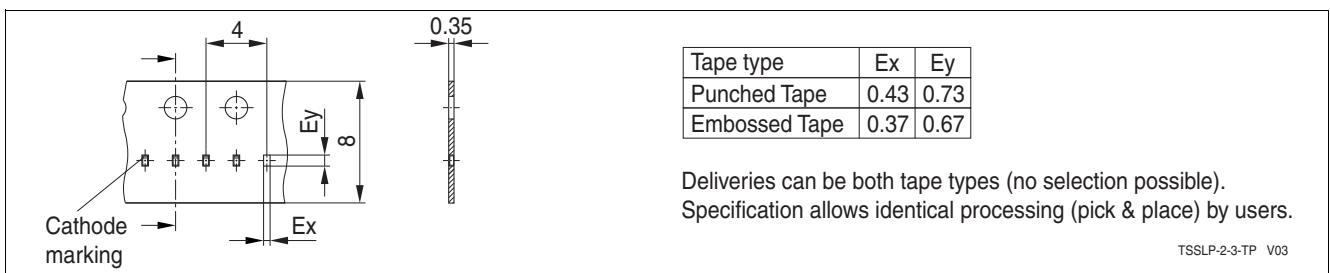 4
0.35
Ey
8
Ex
Cathode
marking
Tape type Ex Ey
Punched Tape 0.43 0.73
Embossed Tape 0.37 0.67
Deliveries can be both tape types (no selection possible).
Specification allows identical processing (pick & place) by users.
TSSLP-2-3-TP V03